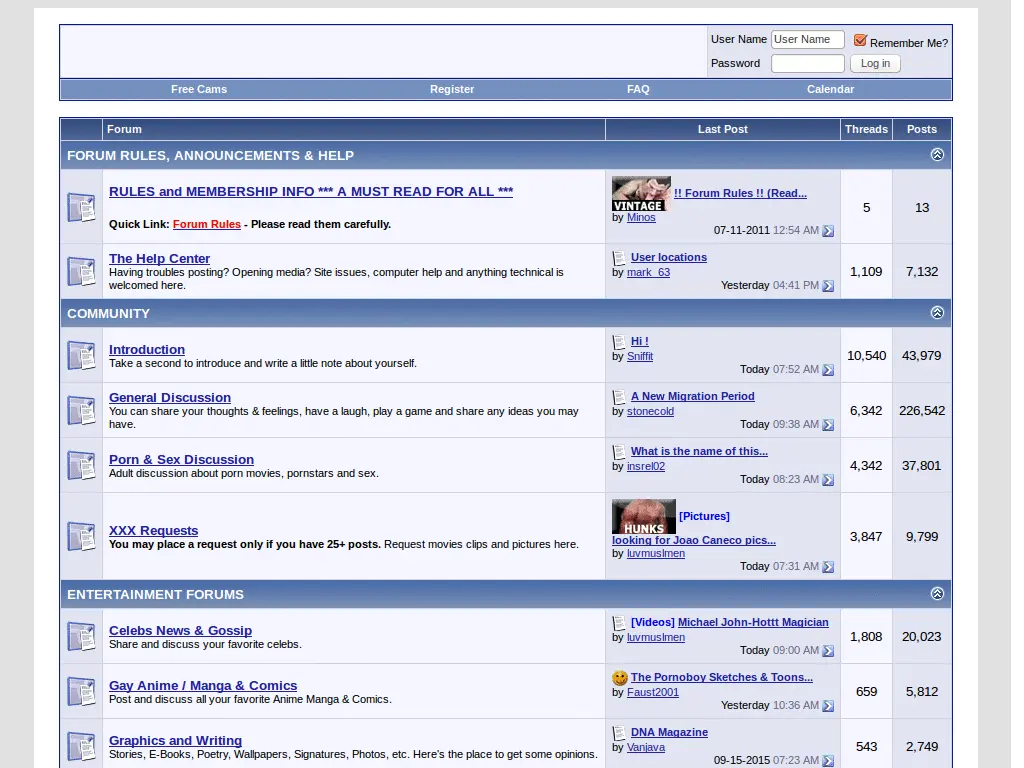 User Name User Name Remember Me?
Password Log in
Free Cams Register FAQ Calendar
Forum Last Post Threads Posts
FORUM RULES, ANNOUNCEMENTS & HELP
RULES and MEMBERSHIP INFO *** A MUST READ FOR ALL ***
Quick Link: Forum Rules - Please read them carefully.
VINTAGE !! Forum Rules !! (Read...
by Minos
07-11-2011 12:54 AM
5 13
The Help Center
Having troubles posting? Opening media? Site issues, computer help and anything technical is
welcomed here.
User locations
by mark_63
Yesterday 04:41 PM
1,109 7,132
COMMUNITY
Introduction
Take a second to introduce and write a little note about yourself.
Hi !
by Sniffit
Today 07:52 AM
10,540 43,979
General Discussion
You can share your thoughts & feelings, have a laugh, play a game and share any ideas you may
have.
A New Migration Period
by stonecold
Today 09:38 AM
6,342 226,542
Porn & Sex Discussion
Adult discussion about porn movies, pornstars and sex.
What is the name of this...
by insrel02
Today 08:23 AM
4,342 37,801
XXX Requests
You may place a request only if you have 25+ posts. Request movies clips and pictures here.
HUNKS [Pictures]
looking for Joao Caneco pics...
by luvmuslmen
Today 07:31 AM
3,847 9,799
ENTERTAINMENT FORUMS
Celebs News & Gossip
Share and discuss your favorite celebs.
[Videos] Michael John-Hottt Magician
by luvmuslmen
Today 09:00 AM
1,808 20,023
Gay Anime / Manga & Comics
Post and discuss all your favorite Anime Manga & Comics.
The Pornoboy Sketches & Toons...
by Faust2001
Yesterday 10:36 AM
659 5,812
Graphics and Writing
Stories, E-Books, Poetry, Wallpapers, Signatures, Photos, etc. Here's the place to get some opinions.
DNA Magazine
by Vanjava
09-15-2015 07:23 AM
543 2,749